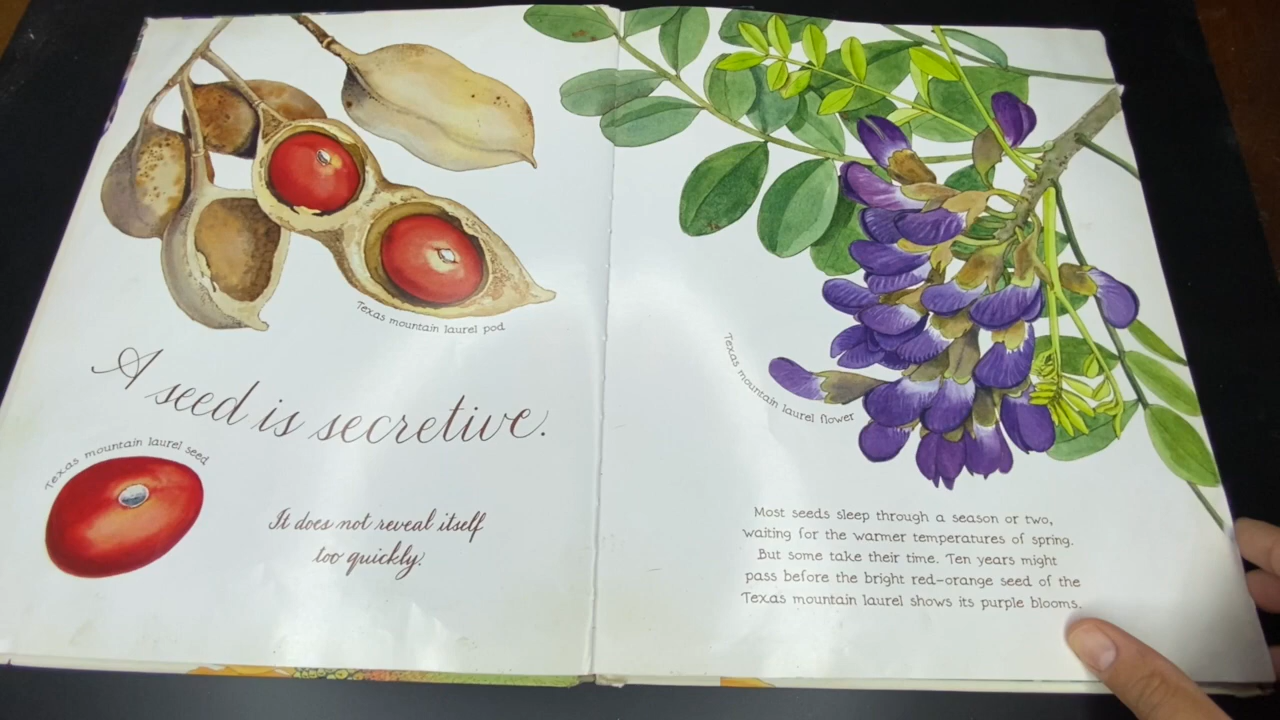 Texas mountain laurel pod
A seed is secretive.
Texas mountain laurel seed
It does not reveal itself
too quickly.
Texas mountain laurel flower
Most seeds sleep through a season or two,
waiting for the warmer temperatures of spring.
But some take their time. Ten years might
pass before the bright red-orange seed of the
Texas mountain laurel shows its purple blooms.